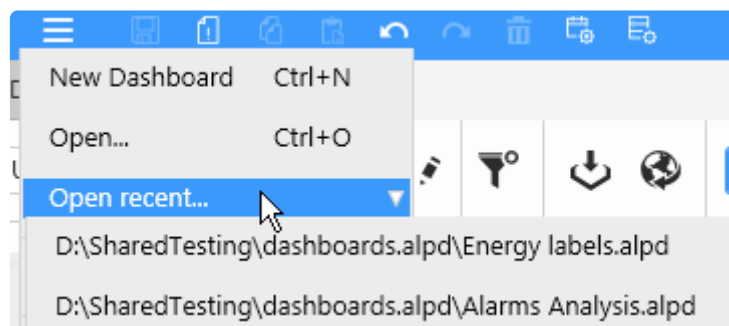 New Dashboard Ctrl+N
Open... Ctrl+O
Open recent...
D:\SharedTesting\dashboards.alpd\Energy labels.alpd
D:\SharedTesting\dashboards.alpd\Alarms Analysis.alpd